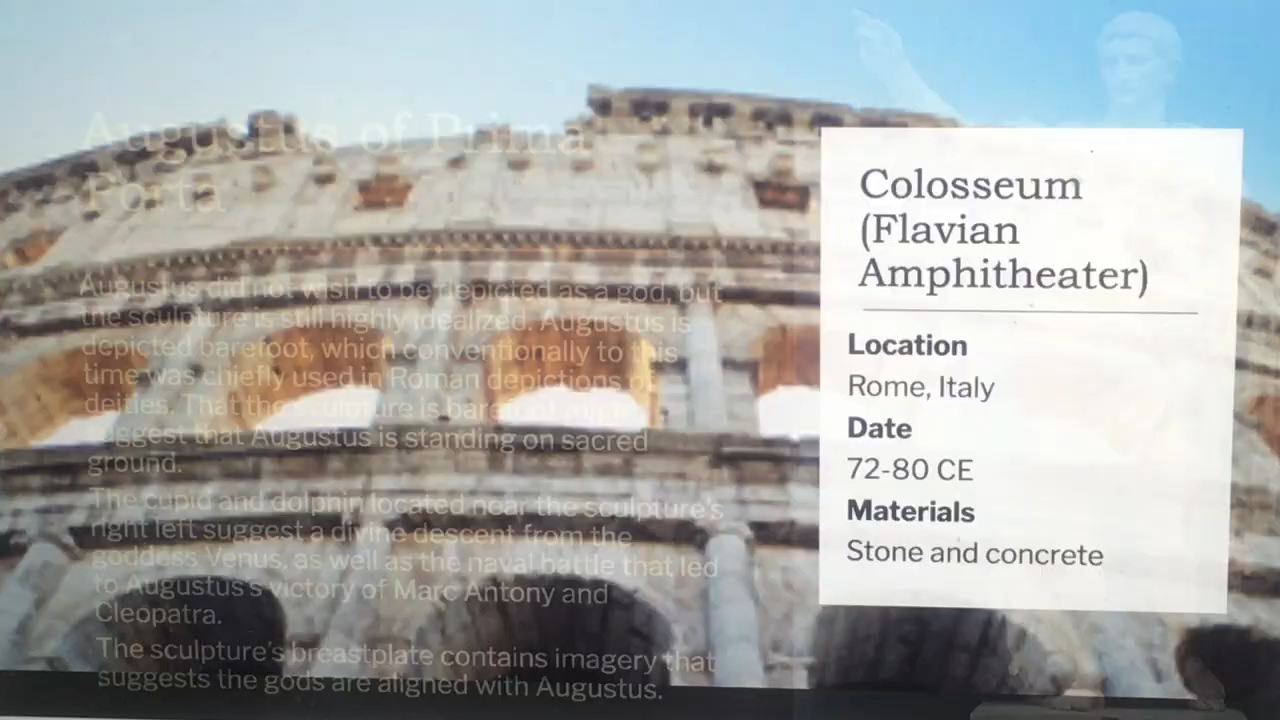 Augustus of Prima
Porta
Augustus did not wish to be depicted as a god, but
the sculpture is still highly idealized. Augustus is
depicted barefoot, which conventionally to this
time was chiefly used in Roman depictions of
deities. That the sculpture is barefoot might
suggest that Augustus is standing on sacred
ground.
The cupid and dolphin located near the sculpture's
right left suggest a divine descent from the
goddess Venus, as well as the naval battle that led
to Augustus's victory of Marc Antony and
Cleopatra.
The sculpture's breastplate contains imagery that
suggests the gods are aligned with Augustus.
Colosseum
(Flavian
Amphitheater)
Location
Rome, Italy
Date
72-80 CE
Materials
Stone and concrete